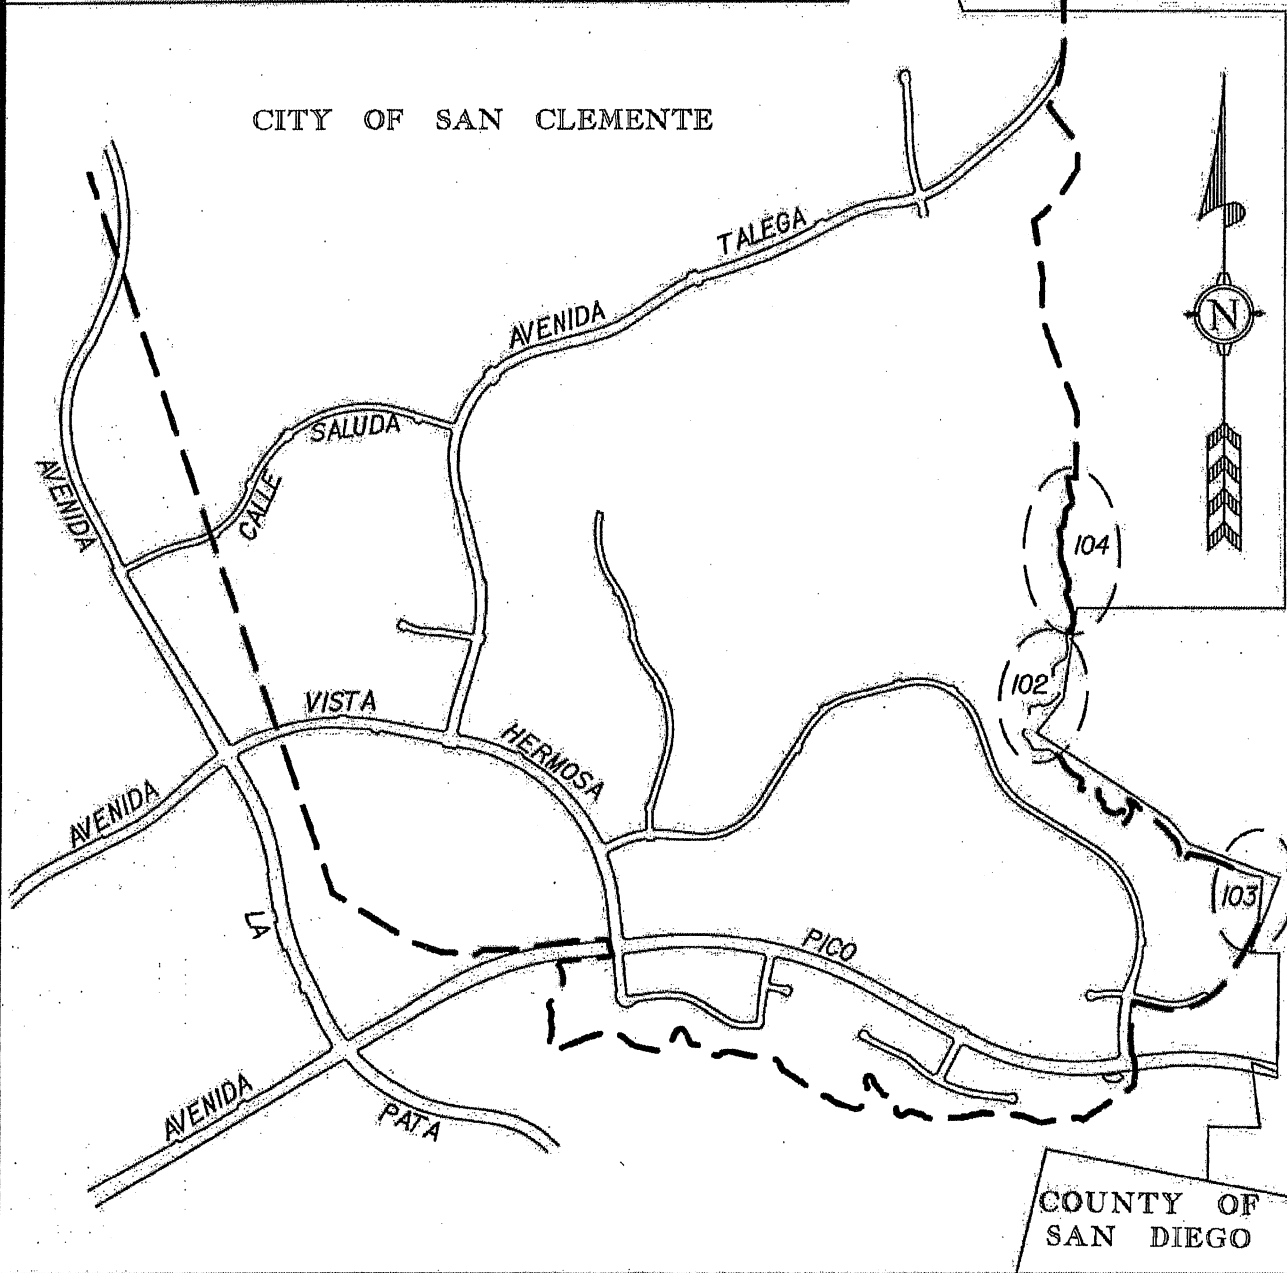 CITY OF SAN CLEMENTE
TALEGA
AVENIDA
N
SALUDA
CALLE
AVENIDA
104
102
VISTA
HERMOSA
AVENIDA
103
LA
PICO
AVENIDA
PATA
COUNTY OF
SAN DIEGO